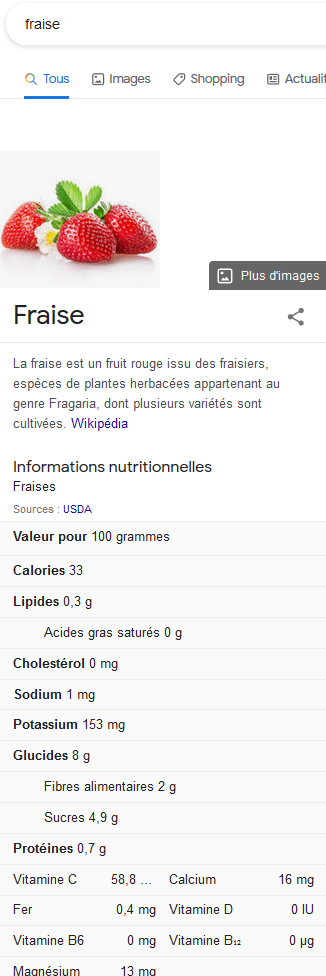 fraise
Tous Images Shopping Actualit
Plus d'images
Fraise
La fraise est un fruit rouge issu des fraisiers,
espèces de plantes herbacées appartenant au
genre Fragaria, dont plusieurs variétés sont
cultivées. Wikipédia
Informations nutritionnelles
Fraises
Sources : USDA
Valeur pour 100 grammes
Calories 33
Lipides 0,3 g
Acides gras saturés 0 g
Cholestérol 0 mg
Sodium 1 mg
Potassium 153 mg
Glucides 8 g
Fibres alimentaires 2 g
Sucres 4,9 g
Protéines 0,7 g
Vitamine C 58,8 ... Calcium 16 mg
Fer 0,4 mg Vitamine D 0 IU
Vitamine B6 0 mg Vitamine B₁₂ 0 µg
Magnésium 13 mg